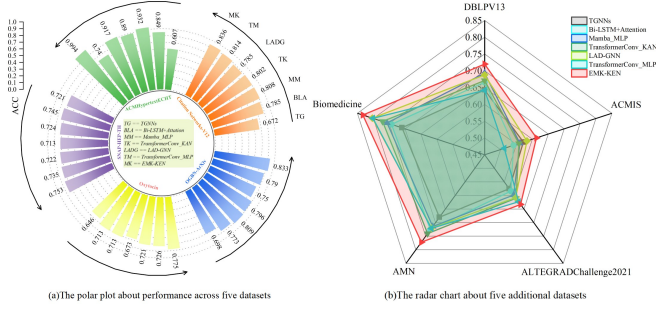 MK
TM
LADG
TK
MM
BLA
TG
1.0
0.9
0.8
0.7
0.6
0.5
0.4
0.3
0.2
0.1
0.0
ACC
0.994
0.74
0.917
0.89
0.932
0.849
0.607
0.836
0.814
0.785
0.802
0.808
0.785
0.672
0.721
0.745
0.724
0.713
0.722
0.735
0.753
0.833
0.79
0.75
0.796
0.809
0.773
0.698
0.646
0.713
0.713
0.673
0.721
0.726
0.775
TG == TGNNs
BLA == Bi-LSTM+Attation
MM == Mamba_MLP
TK == TransformerConv_KAN
LADG == LAD-GNN
TM == TransformerConv_MLP
MK == EMK-KEN
(a)The polar plot about performance across five datasets
DBLPV13
0.85
0.80
0.75
0.70
0.65
0.60
0.55
0.50
0.45
TGNNs
Bi-LSTM+Attention
Mamba_MLP
TransformerConv_KAN
LAD-GNN
TransformerConv_MLP
EMK-KEN
Biomedicine
ACMIS
AMN
ALTEGRADChallenge2021
(b)The radar chart about five additional datasets